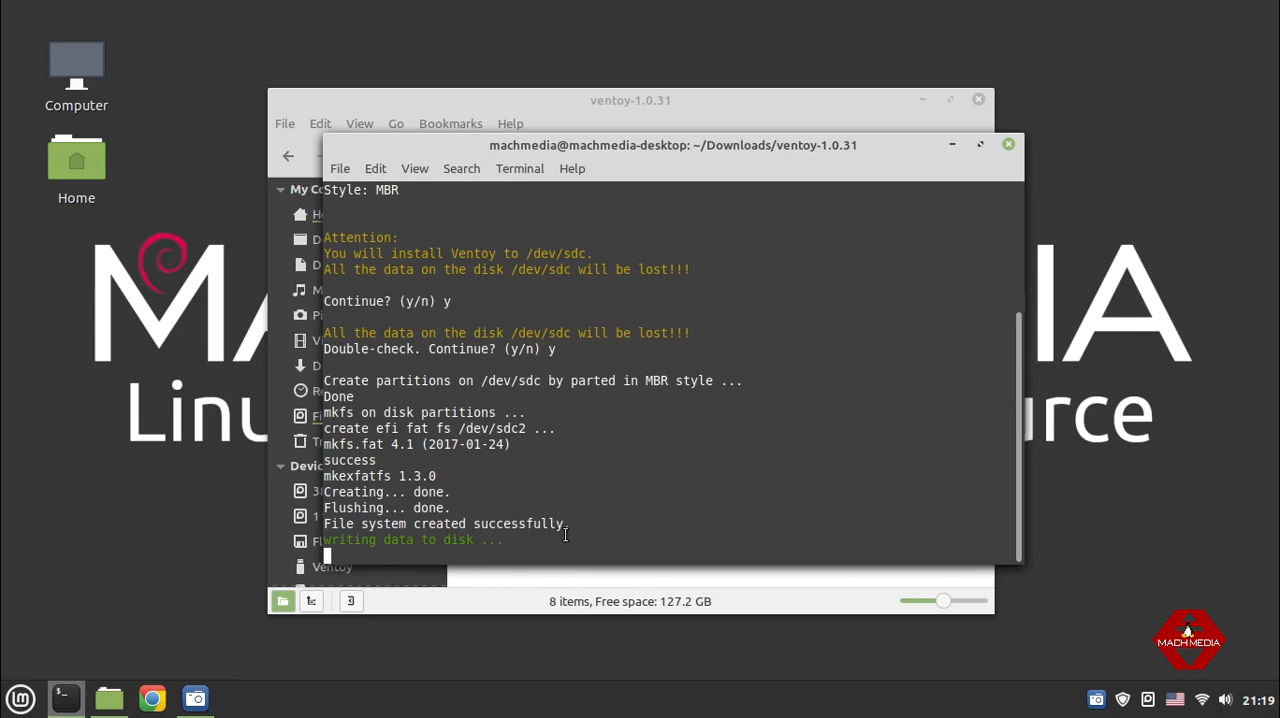 Computer
Home
ventoy-1.0.31
File Edit View Go Bookmarks Help
machmedia@machmedia-desktop: ~/Downloads/ventoy-1.0.31
File Edit View Search Terminal Help
My Co
Style: MBR
Attention:
You will install Ventoy to /dev/sdc.
All the data on the disk /dev/sdc will be lost!!!
Continue? (y/n) y
All the data on the disk /dev/sdc will be lost!!!
Double-check. Continue? (y/n) y
Create partitions on /dev/sdc by parted in MBR style ...
Done
mkfs on disk partitions ...
create efi fat fs /dev/sdc2 ...
mkfs.fat 4.1 (2017-01-24)
success
mkexfatfs 1.3.0
Creating... done.
Flushing... done.
File system created successfully.
writing data to disk ...
Devic
Ventoy
8 items, Free space: 127.2 GB
MACH MEDIA
21:19